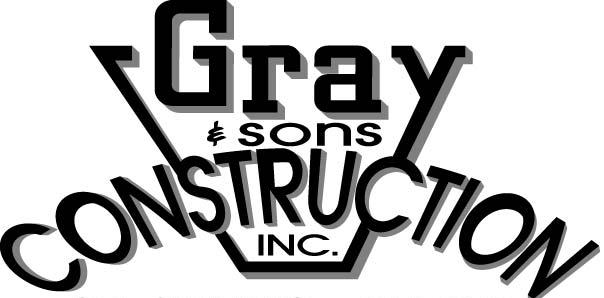 Gray
& sons
CONSTRUCTION
INC.